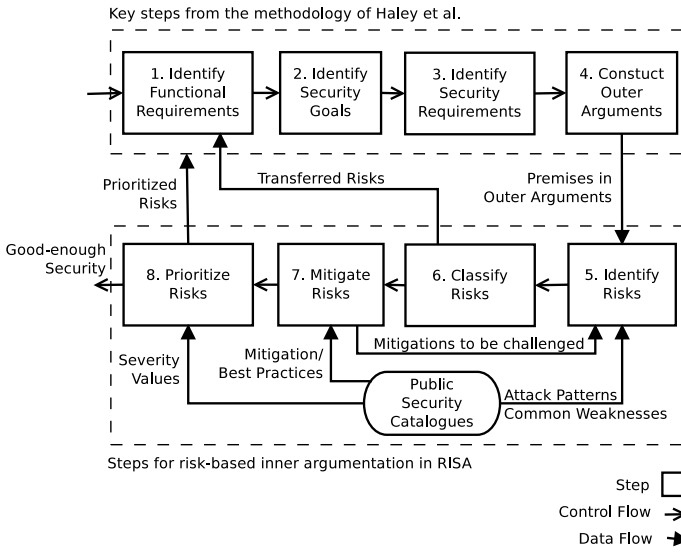 Key steps from the methodology of Haley et al.
1. Identify
Functional
Requirements
2. Identify
Security
Goals
3. Identify
Security
Requirements
4. Constuct
Outer
Arguments
Prioritized
Risks
Transferred Risks
Premises in
Outer Arguments
Good-enough
Security
8. Prioritize
Risks
7. Mitigate
Risks
6. Classify
Risks
5. Identify
Risks
Severity
Values
Mitigation/
Best Practices
Mitigations to be challenged
Public
Security
Catalogues
Attack Patterns
Common Weaknesses
Steps for risk-based inner argumentation in RISA
Step
Control Flow
Data Flow